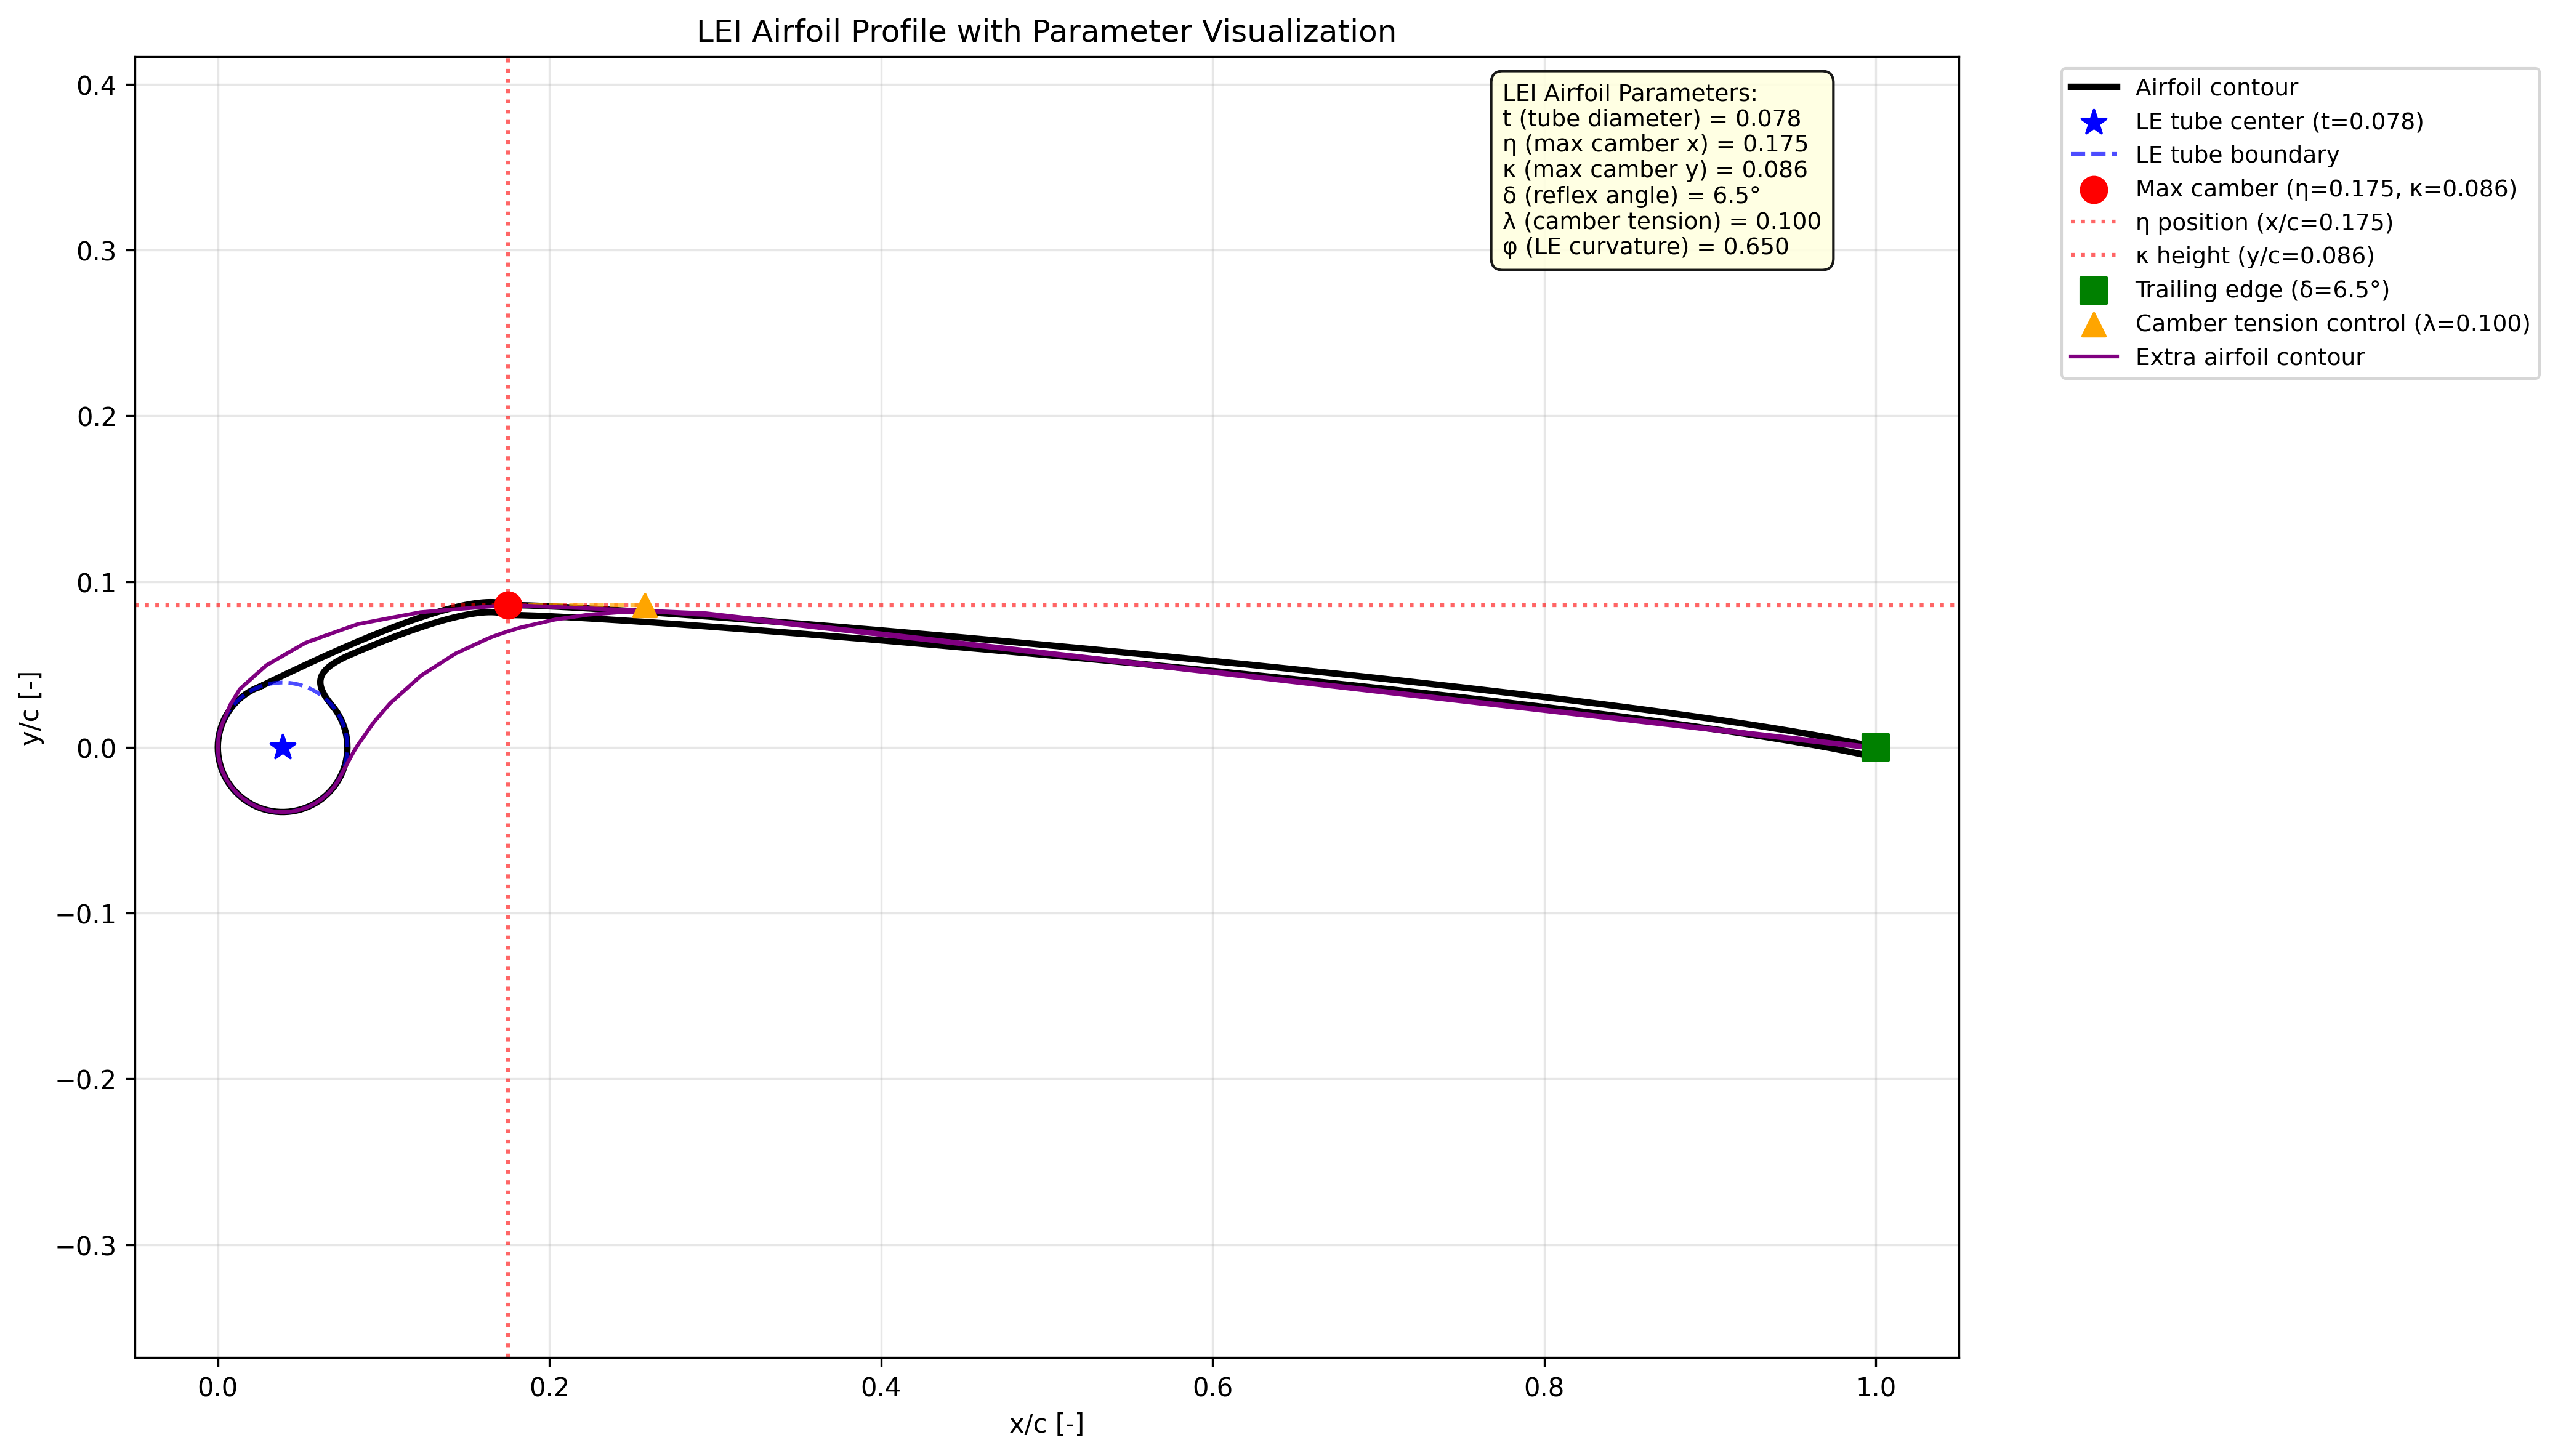 LEI Airfoil Profile with Parameter Visualization
0.4
0.3
0.2
0.1
0.0
−0.1
−0.2
−0.3
y/c [-]
0.0
0.2
0.4
0.6
0.8
1.0
x/c [-]
LEI Airfoil Parameters:
t (tube diameter) = 0.078
η (max camber x) = 0.175
κ (max camber y) = 0.086
δ (reflex angle) = 6.5°
λ (camber tension) = 0.100
φ (LE curvature) = 0.650
Airfoil contour
LE tube center (t=0.078)
LE tube boundary
Max camber (η=0.175, κ=0.086)
η position (x/c=0.175)
κ height (y/c=0.086)
Trailing edge (δ=6.5°)
Camber tension control (λ=0.100)
Extra airfoil contour